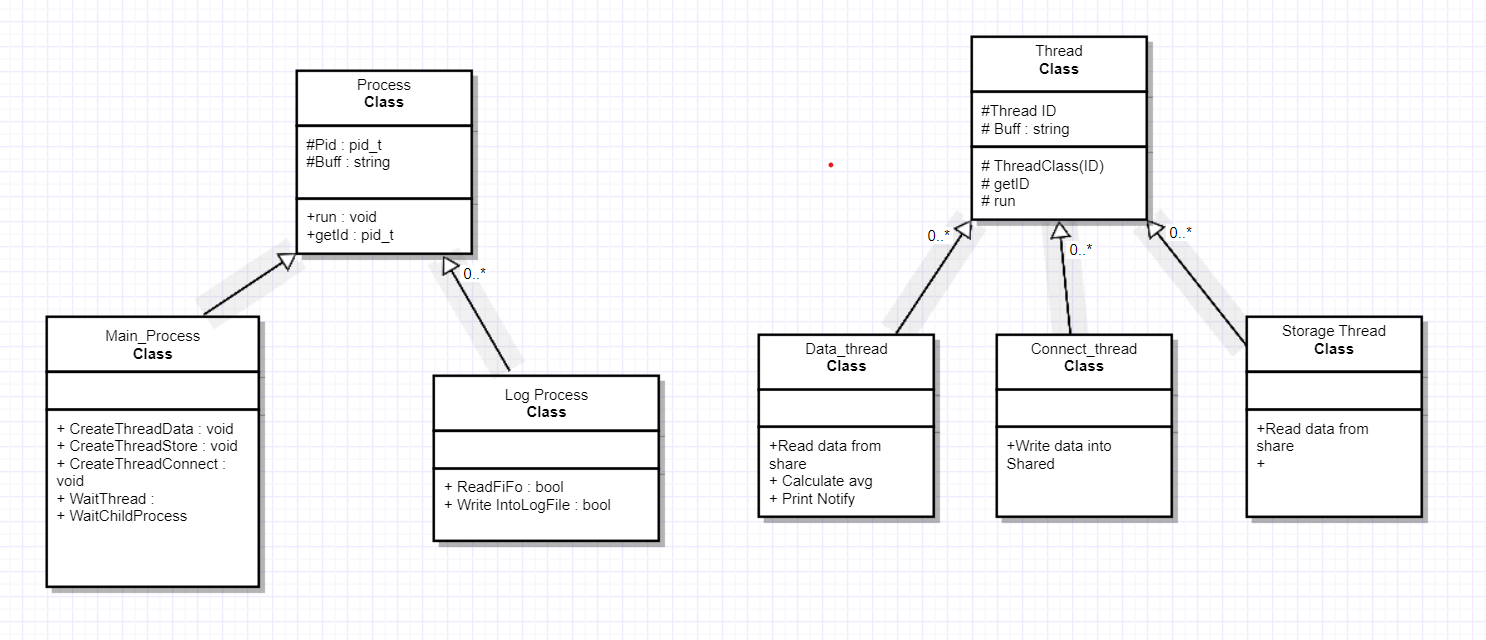 Process
Class
#Pid : pid_t
#Buff : string
+run : void
+getId : pid_t
0..*
Main_Process
Class
+ CreateThreadData : void
+ CreateThreadStore : void
+ CreateThreadConnect :
void
+ WaitThread :
+ WaitChildProcess
Log Process
Class
+ ReadFiFo : bool
+ Write IntoLogFile : bool
Thread
Class
#Thread ID
# Buff : string
# ThreadClass(ID)
# getID
# run
0..*
0..*
0..*
Data_thread
Class
+Read data from
share
+ Calculate avg
+ Print Notify
Connect_thread
Class
+Write data into
Shared
Storage Thread
Class
+Read data from
share
+